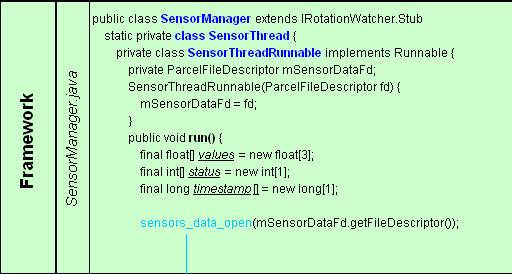 Framework
SensorManager.java
public class SensorManager extends IRotationWatcher.Stub
static private class SensorThread {
private class SensorThreadRunnable implements Runnable {
private ParcelFileDescriptor mSensorDataFd;
SensorThreadRunnable(ParcelFileDescriptor fd) {
mSensorDataFd = fd;
}
public void run() {
final float[] values = new float[3];
final int[] status = new int[1];
final long timestamp[] = new long[1];
sensors_data_open(mSensorDataFd.getFileDescriptor());